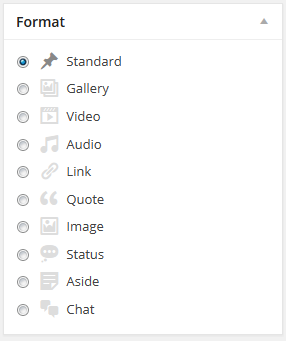 Format
Standard
Gallery
Video
Audio
Link
Quote
Image
Status
Aside
Chat